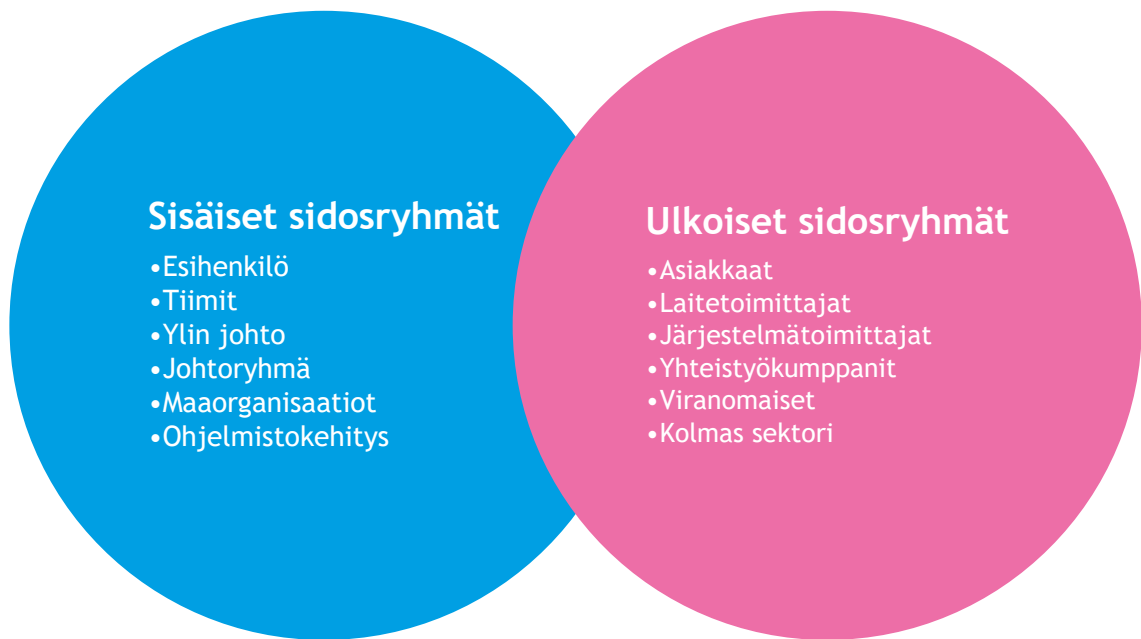 Sisäiset sidosryhmät
•Esihenkilö
•Tiimit
•Ylin johto
•Johtoryhmä
•Maaorganisaatiot
•Ohjelmistokehitys
Ulkoiset sidosryhmät
•Asiakkaat
•Laitetoimittajat
•Järjestelmätoimittajat
•Yhteistyökumppanit
•Viranomaiset
•Kolmas sektori